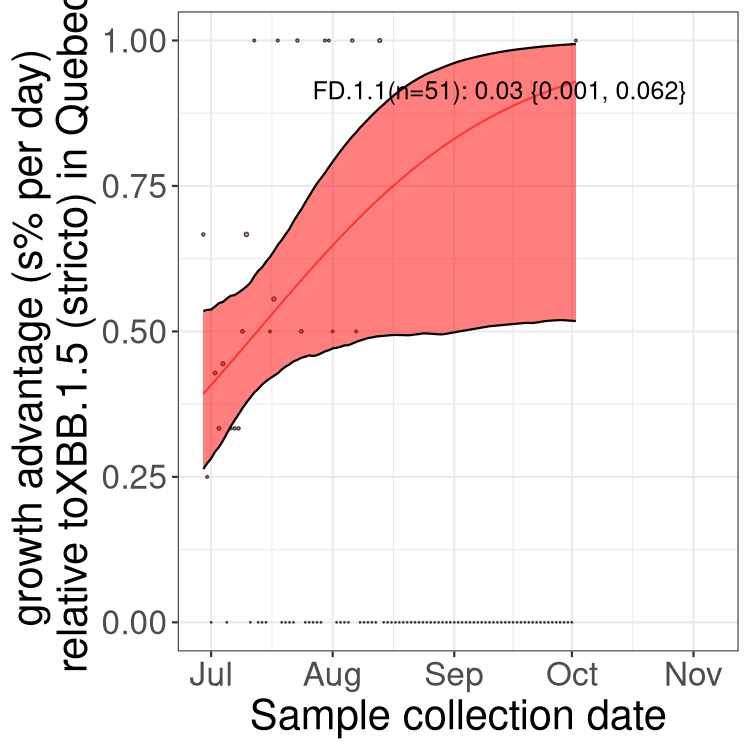 growth advantage (s% per day)
relative toXBB.1.5 (stricto) in Quebec
1.00
0.75
0.50
0.25
0.00
FD.1.1(n=51): 0.03 {0.001, 0.062}
Jul Aug Sep Oct Nov
Sample collection date